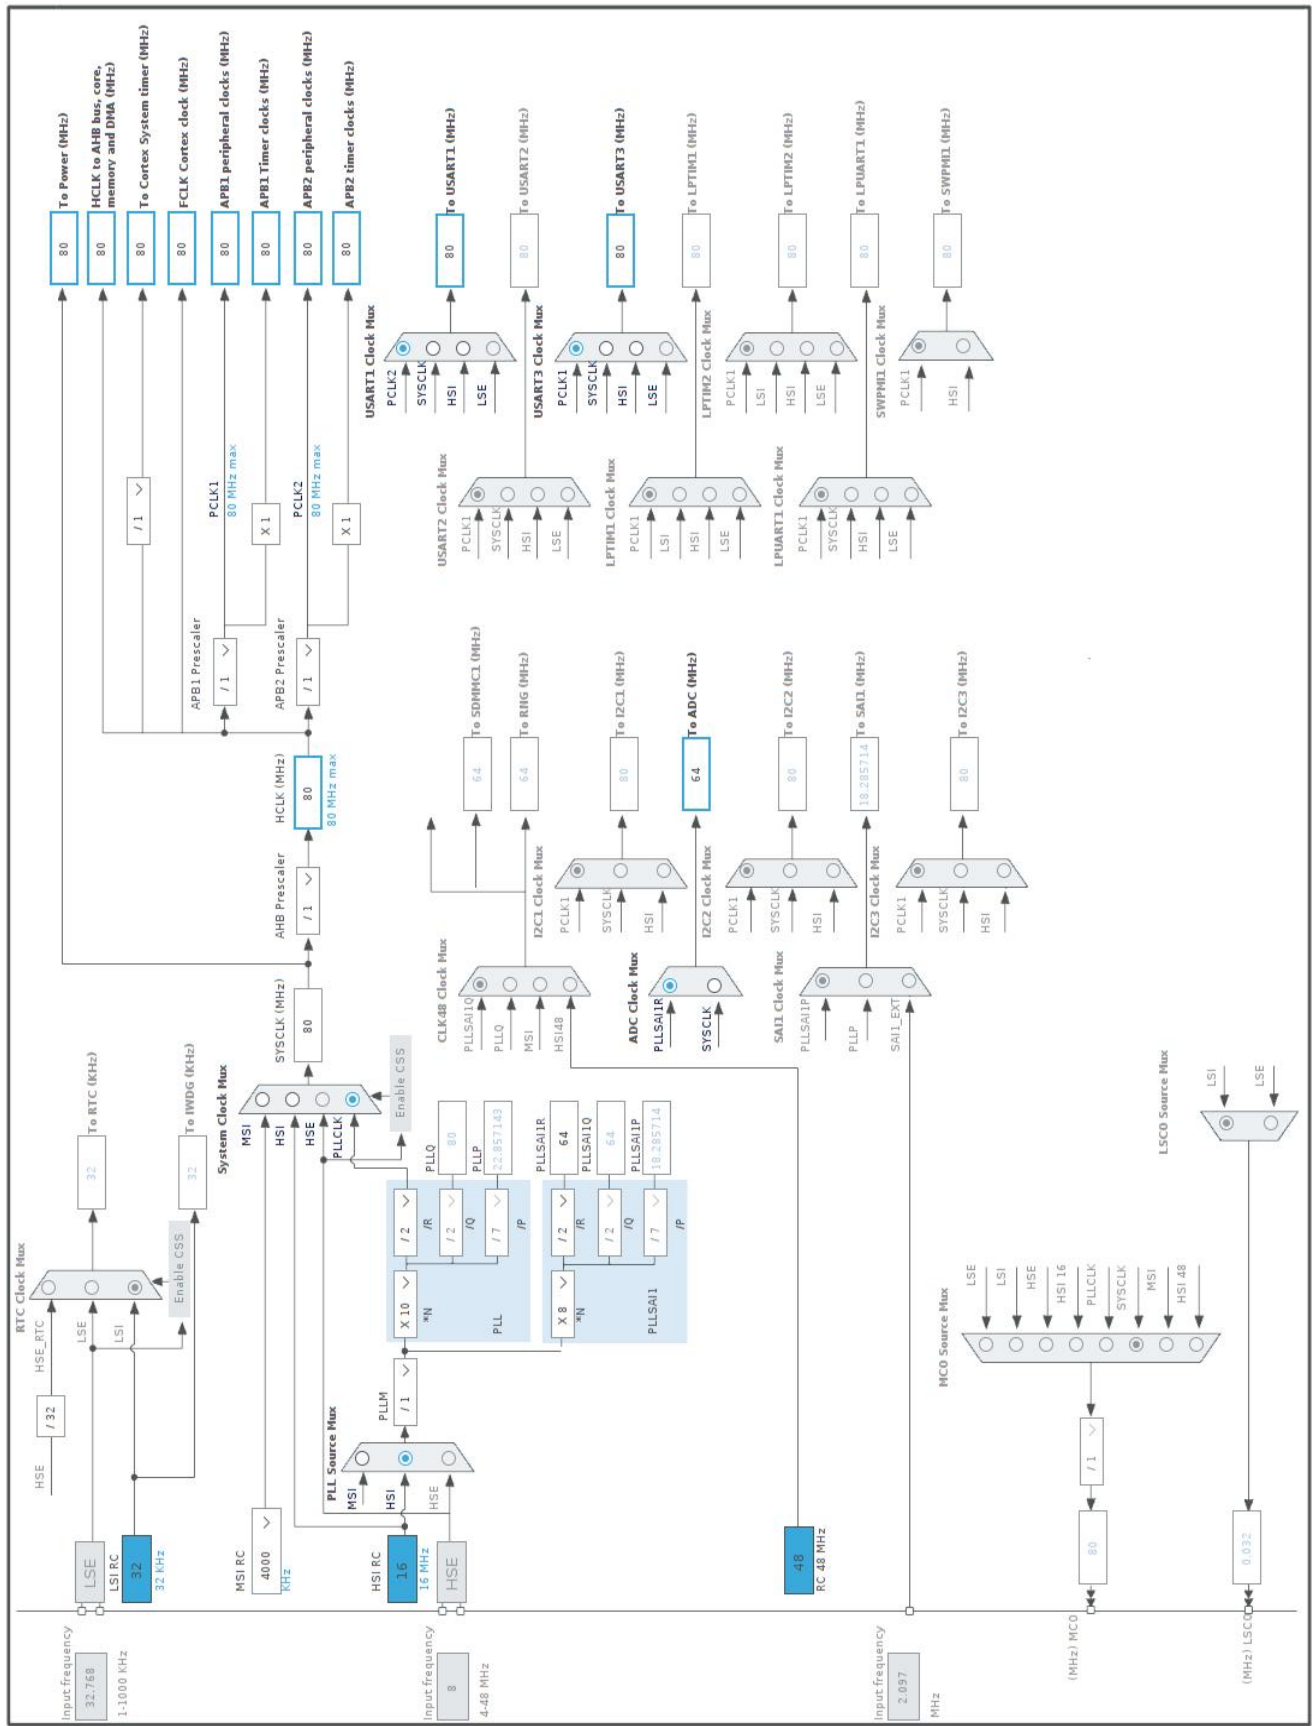 Input frequency
32.768
1-1000 KHz
LSE
LSI RC
32
32 KHz
HSE
/ 32
HSE_RTC
LSE
LSI
RTC Clock Mux
Enable CSS
32
To RTC (KHz)
32
To IWDG (KHz)
MSI RC
4000
KHz
HSI RC
16
16 MHz
Input frequency
8
4-48 MHz
HSE
PLL Source Mux
MSI
HSI
HSE
PLLM
/ 1
X 10
*N
PLL
/ 2
/R
/ 2
/Q
/ 7
/P
PLLQ
80
PLLP
22.857143
X 8
*N
PLLSAI1
/ 2
/R
/ 2
/Q
/ 7
/P
PLLSAI1R
64
PLLSAI1Q
64
PLLSAI1P
18.285714
System Clock Mux
MSI
HSI
HSE
PLLCLK
Enable CSS
SYSCLK (MHz)
80
AHB Prescaler
/ 1
HCLK (MHz)
80
80 MHz max
APB1 Prescaler
/ 1
APB2 Prescaler
/ 1
/ 1
PCLK1
80 MHz max
X 1
PCLK2
80 MHz max
X 1
80
To Power (MHz)
80
HCLK to AHB bus, core,
memory and DMA (MHz)
80
To Cortex System timer (MHz)
80
FCLK Cortex clock (MHz)
80
APB1 peripheral clocks (MHz)
80
APB1 Timer clocks (MHz)
80
APB2 peripheral clocks (MHz)
80
APB2 timer clocks (MHz)
48
RC 48 MHz
CLK48 Clock Mux
PLLSAI1Q
PLLQ
MSI
HSI48
64
To SDMMC1 (MHz)
64
To RNG (MHz)
I2C1 Clock Mux
PCLK1
SYSCLK
HSI
80
To I2C1 (MHz)
ADC Clock Mux
PLLSAI1R
SYSCLK
64
To ADC (MHz)
I2C2 Clock Mux
PCLK1
SYSCLK
HSI
80
To I2C2 (MHz)
SAI1 Clock Mux
PLLSAI1P
PLLP
SAI1_EXT
18.285714
To SAI1 (MHz)
I2C3 Clock Mux
PCLK1
SYSCLK
HSI
80
To I2C3 (MHz)
USART1 Clock Mux
PCLK2
SYSCLK
HSI
LSE
80
To USART1 (MHz)
USART2 Clock Mux
PCLK1
SYSCLK
HSI
LSE
80
To USART2 (MHz)
USART3 Clock Mux
PCLK1
SYSCLK
HSI
LSE
80
To USART3 (MHz)
LPTIM1 Clock Mux
PCLK1
LSI
HSI
LSE
80
To LPTIM1 (MHz)
LPTIM2 Clock Mux
PCLK1
LSI
HSI
LSE
80
To LPTIM2 (MHz)
LPUART1 Clock Mux
PCLK1
SYSCLK
HSI
LSE
80
To LPUART1 (MHz)
SWPMI1 Clock Mux
PCLK1
HSI
80
To SWPMI1 (MHz)
Input frequency
2.097
MHz
MCO Source Mux
LSE
LSI
HSE
HSI 16
PLLCLK
SYSCLK
MSI
HSI 48
/ 1
80
(MHz) MCO
LSCO Source Mux
LSI
LSE
0.032
(MHz) LSCO